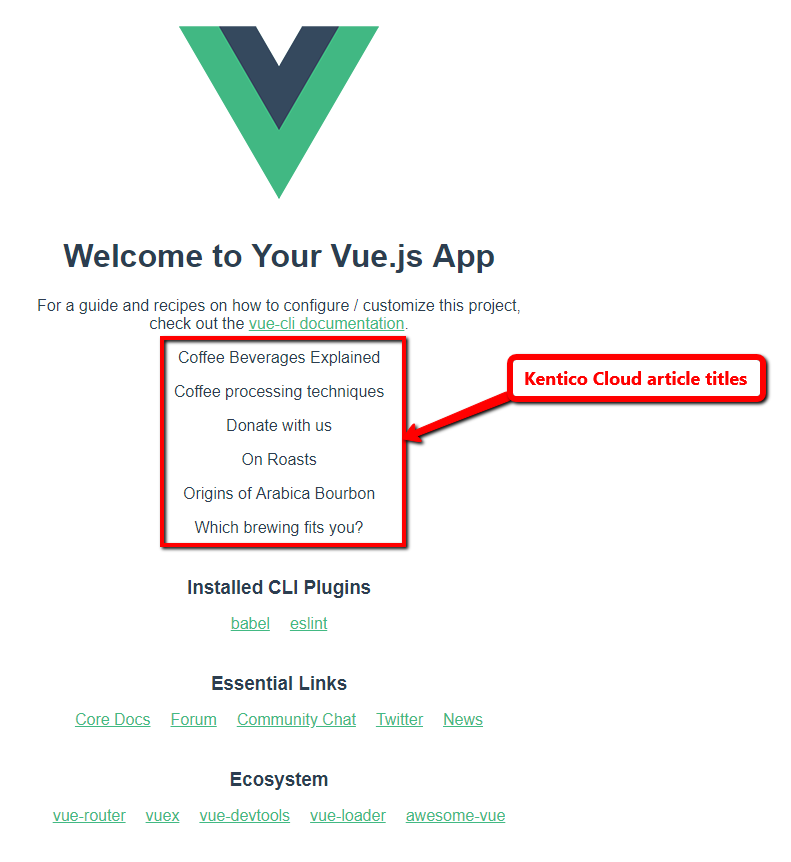 Welcome to Your Vue.js App
For a guide and recipes on how to configure / customize this project,
check out the vue-cli documentation.
Coffee Beverages Explained
Kentico Cloud article titles
Coffee processing techniques
Donate with us
On Roasts
Origins of Arabica Bourbon
Which brewing fits you?
Installed CLI Plugins
babel eslint
Essential Links
Core Docs Forum Community Chat Twitter News
Ecosystem
vue-router vuex vue-devtools vue-loader awesome-vue